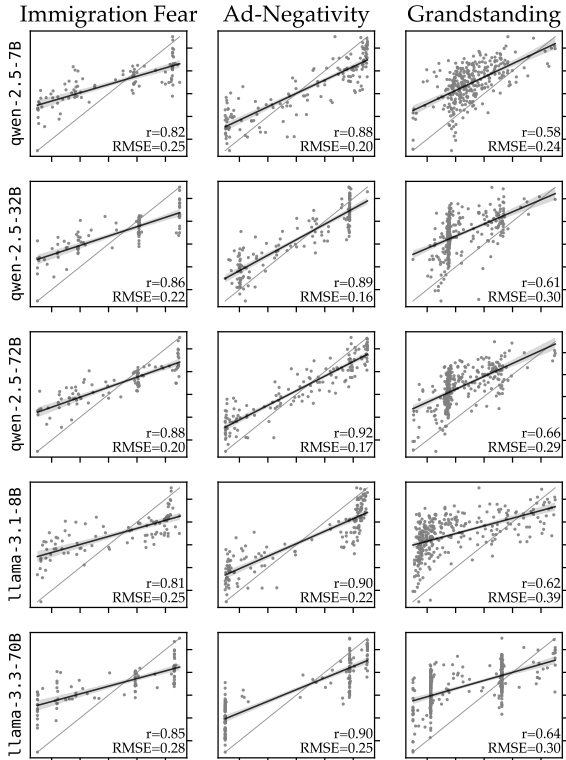 Immigration Fear Ad-Negativity Grandstanding
qwen-2.5-7B
r=0.82
RMSE=0.25
r=0.88
RMSE=0.20
r=0.58
RMSE=0.24
qwen-2.5-32B
r=0.86
RMSE=0.22
r=0.89
RMSE=0.16
r=0.61
RMSE=0.30
qwen-2.5-72B
r=0.88
RMSE=0.20
r=0.92
RMSE=0.17
r=0.66
RMSE=0.29
llama-3.1-8B
r=0.81
RMSE=0.25
r=0.90
RMSE=0.22
r=0.62
RMSE=0.39
llama-3.3-70B
r=0.85
RMSE=0.28
r=0.90
RMSE=0.25
r=0.64
RMSE=0.30